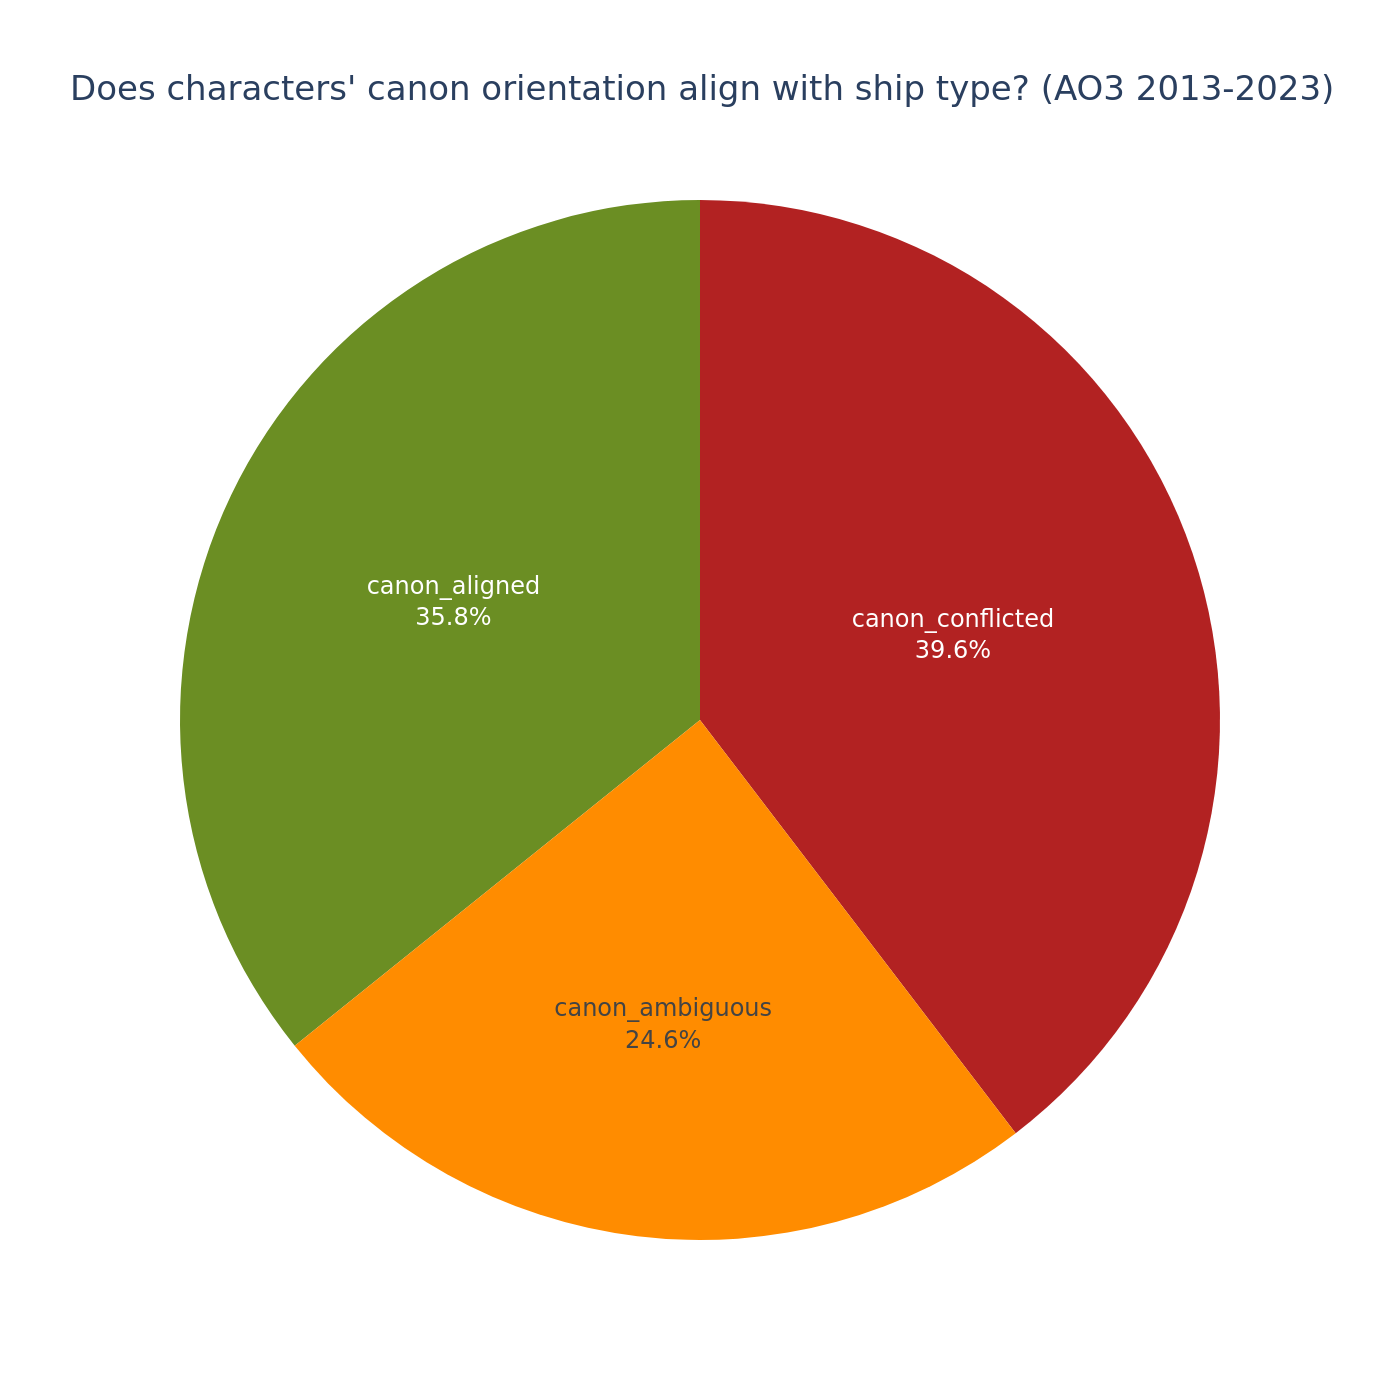 Does characters' canon orientation align with ship type? (AO3 2013-2023)
canon_aligned
35.8%
canon_conflicted
39.6%
canon_ambiguous
24.6%